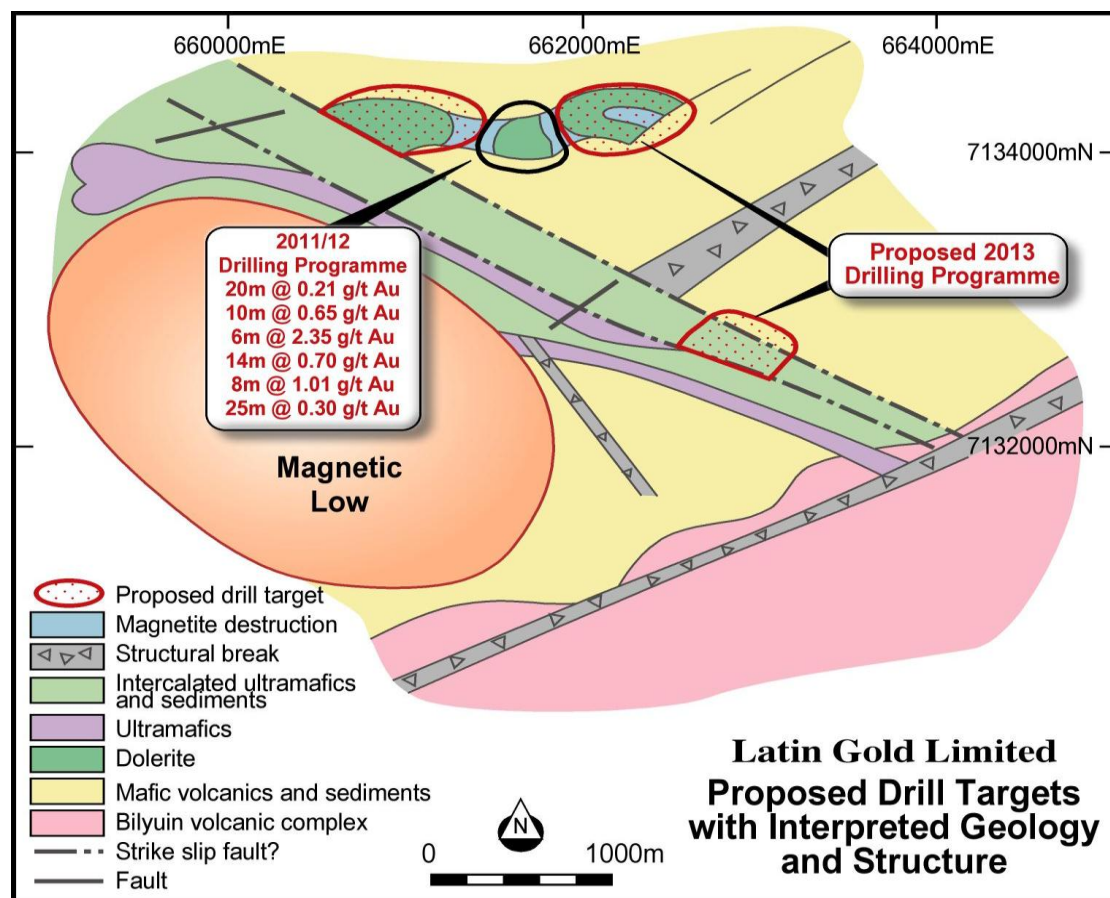 660000mE
662000mE
664000mE
7134000mN
2011/12
Drilling Programme
20m @ 0.21 g/t Au
10m @ 0.65 g/t Au
6m @ 2.35 g/t Au
14m @ 0.70 g/t Au
8m @ 1.01 g/t Au
25m @ 0.30 g/t Au
Proposed 2013
Drilling Programme
7132000mN
Magnetic
Low
Proposed drill target
Magnetite destruction
Structural break
Intercalated ultramafics
and sediments
Ultramafics
Dolerite
Mafic volcanics and sediments
Bilyuin volcanic complex
Strike slip fault?
Fault
N
0 1000m
Latin Gold Limited
Proposed Drill Targets
with Interpreted Geology
and Structure